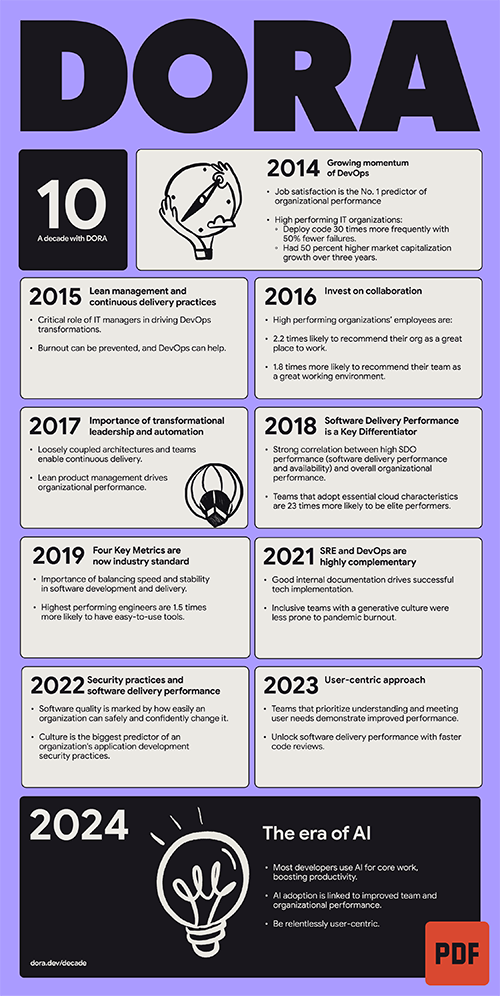 DORA
10
A decade with DORA
2014 Growing momentum
of DevOps
• Job satisfaction is the No. 1 predictor of
organizational performance
• High performing IT organizations:
◦ Deploy code 30 times more frequently with
50% fewer failures.
◦ Had 50 percent higher market capitalization
growth over three years.
2015 Lean management and
continuous delivery practices
• Critical role of IT managers in driving DevOps
transformations.
• Burnout can be prevented, and DevOps can help.
2016 Invest on collaboration
• High performing organizations' employees are:
• 2.2 times likely to recommend their org as a great
place to work.
• 1.8 times more likely to recommend their team as
a great working environment.
2017 Importance of transformational
leadership and automation
• Loosely coupled architectures and teams
enable continuous delivery.
• Lean product management drives
organizational performance.
2018 Software Delivery Performance
is a Key Differentiator
• Strong correlation between high SDO
performance (software delivery performance
and availability) and overall organizational
performance.
• Teams that adopt essential cloud characteristics
are 23 times more likely to be elite performers.
2019 Four Key Metrics are
now industry standard
• Importance of balancing speed and stability
in software development and delivery.
• Highest performing engineers are 1.5 times
more likely to have easy-to-use tools.
2021 SRE and DevOps are
highly complementary
• Good internal documentation drives successful
tech implementation.
• Inclusive teams with a generative culture were
less prone to pandemic burnout.
2022 Security practices and
software delivery performance
• Software quality is marked by how easily an
organization can safely and confidently change it.
• Culture is the biggest predictor of an
organization's application development
security practices.
2023 User-centric approach
• Teams that prioritize understanding and meeting
user needs demonstrate improved performance.
• Unlock software delivery performance with faster
code reviews.
2024
The era of AI
• Most developers use AI for core work,
boosting productivity.
• AI adoption is linked to improved team and
organizational performance.
• Be relentlessly user-centric.
dora.dev/decade
PDF